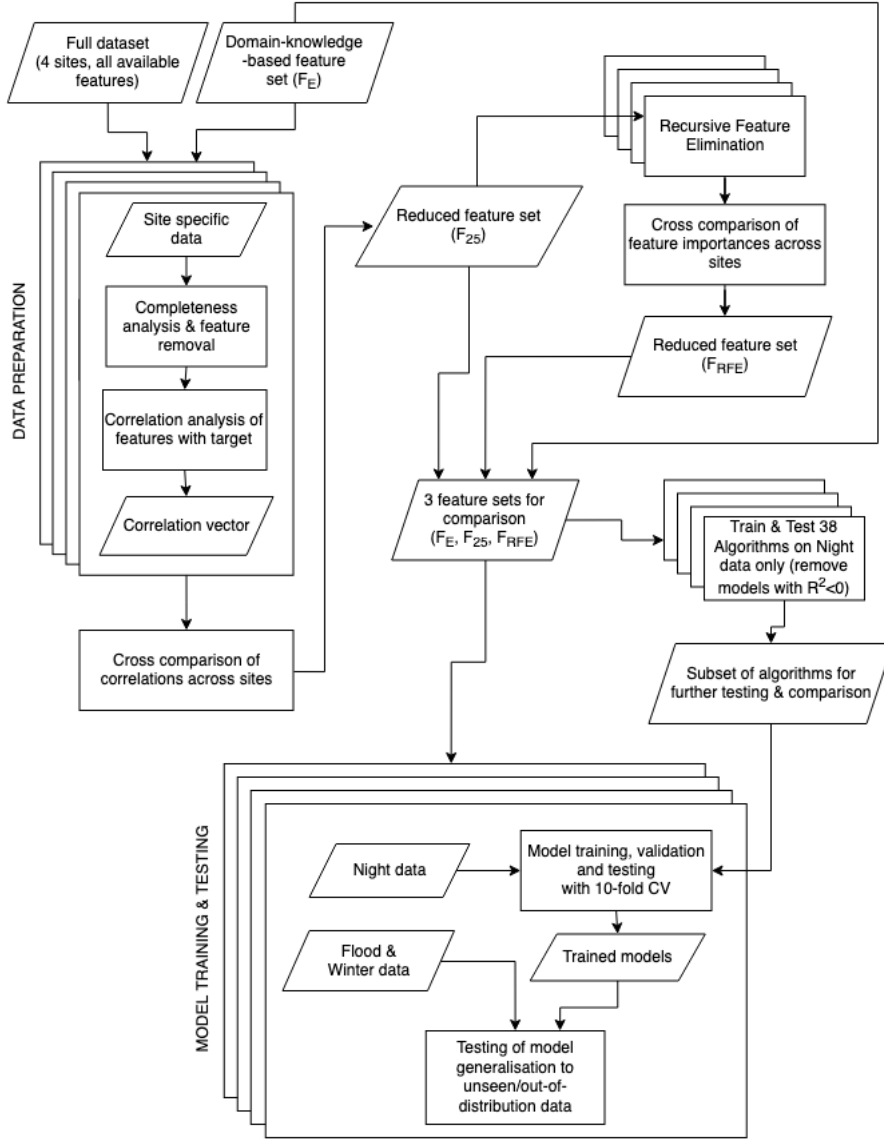 Full dataset
(4 sites, all available
features)
Domain-knowledge
-based feature
set (F_E)
Recursive Feature
Elimination
Site specific
data
Reduced feature set
(F_25)
Cross comparison of
feature importances across
sites
Completeness
analysis & feature
removal
Reduced feature set
(F_RFE)
Correlation analysis of
features with target
Correlation vector
DATA PREPARATION
3 feature sets for
comparison
(F_E, F_25, F_RFE)
Train & Test 38
Algorithms on Night
data only (remove
models with R²<0)
Cross comparison of
correlations across sites
Subset of algorithms for
further testing & comparison
MODEL TRAINING & TESTING
Night data
Model training, validation
and testing
with 10-fold CV
Flood &
Winter data
Trained models
Testing of model
generalisation to
unseen/out-of-
distribution data